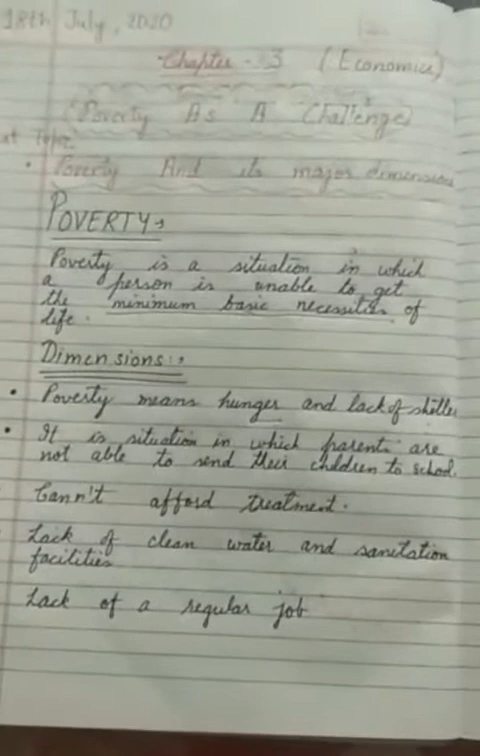 18th July, 2020
Chapter - 3 (Economics)
(Poverty As A Challenge)
Topic
• Poverty And its major dimensions
POVERTY →
Poverty is a situation in which
a person is unable to get
the minimum basic necessities of
life.
Dimensions :→
• Poverty means hunger and lack of shelter
• It is situation in which parents are
not able to send their children to school.
Cann't afford treatment.
Lack of clean water and sanitation
facilities
Lack of a regular job